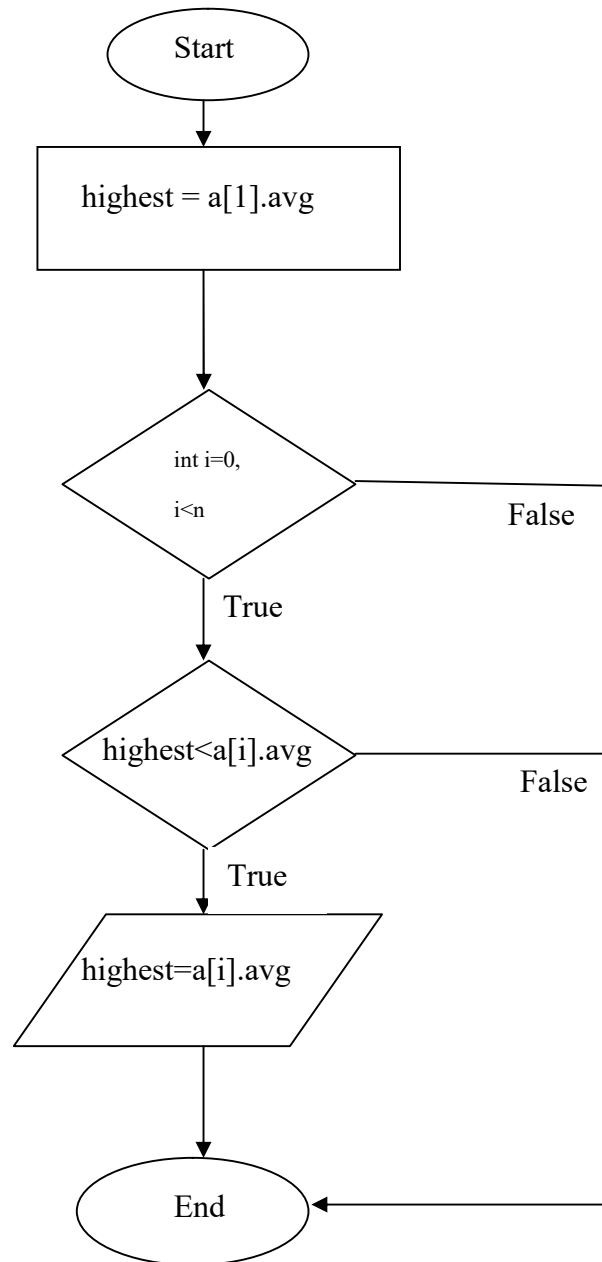 Start
highest = a[1].avg
int i=0,
i<n
False
True
highest<a[i].avg
False
True
highest=a[i].avg
End